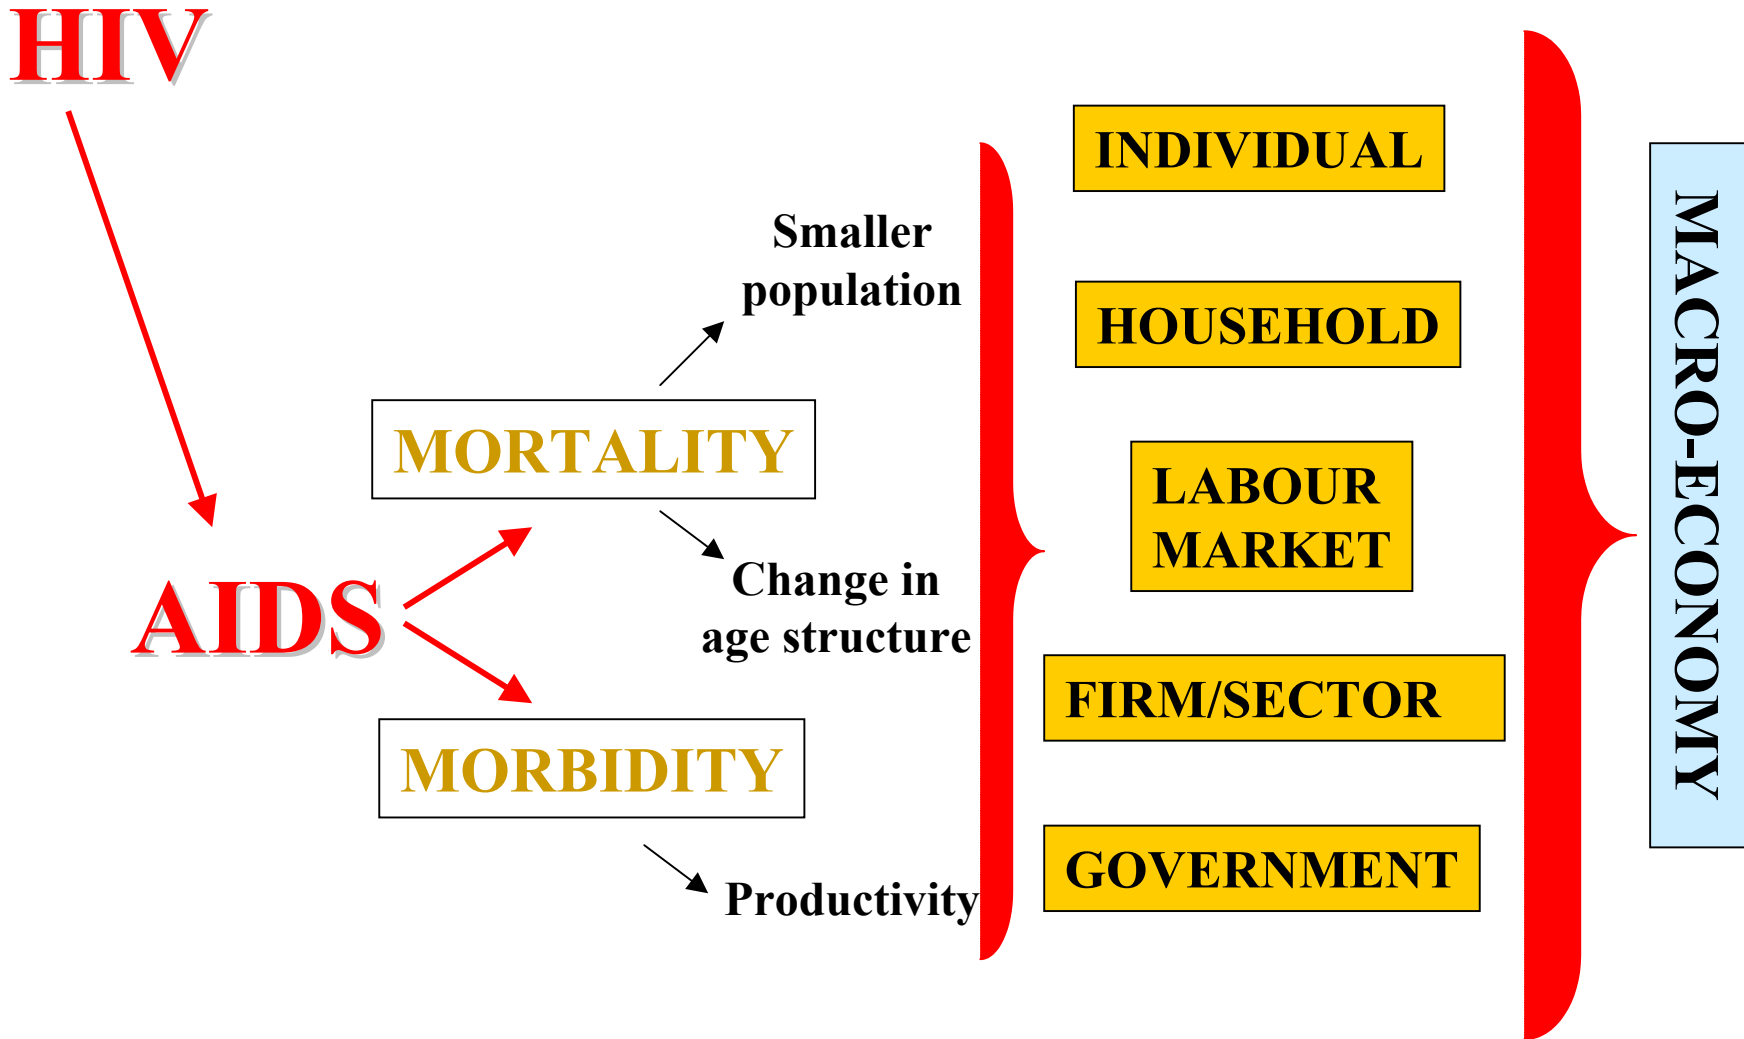 HIV
AIDS
MORTALITY
MORBIDITY
Smaller
population
Change in
age structure
Productivity
INDIVIDUAL
HOUSEHOLD
LABOUR
MARKET
FIRM/SECTOR
GOVERNMENT
MACRO-ECONOMY